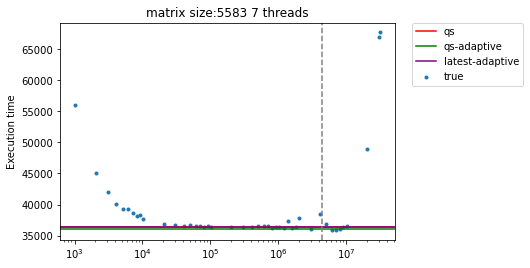 matrix size:5583 7 threads
Execution time
65000
60000
55000
50000
45000
40000
35000
10³
10⁴
10⁵
10⁶
10⁷
qs
qs-adaptive
latest-adaptive
true